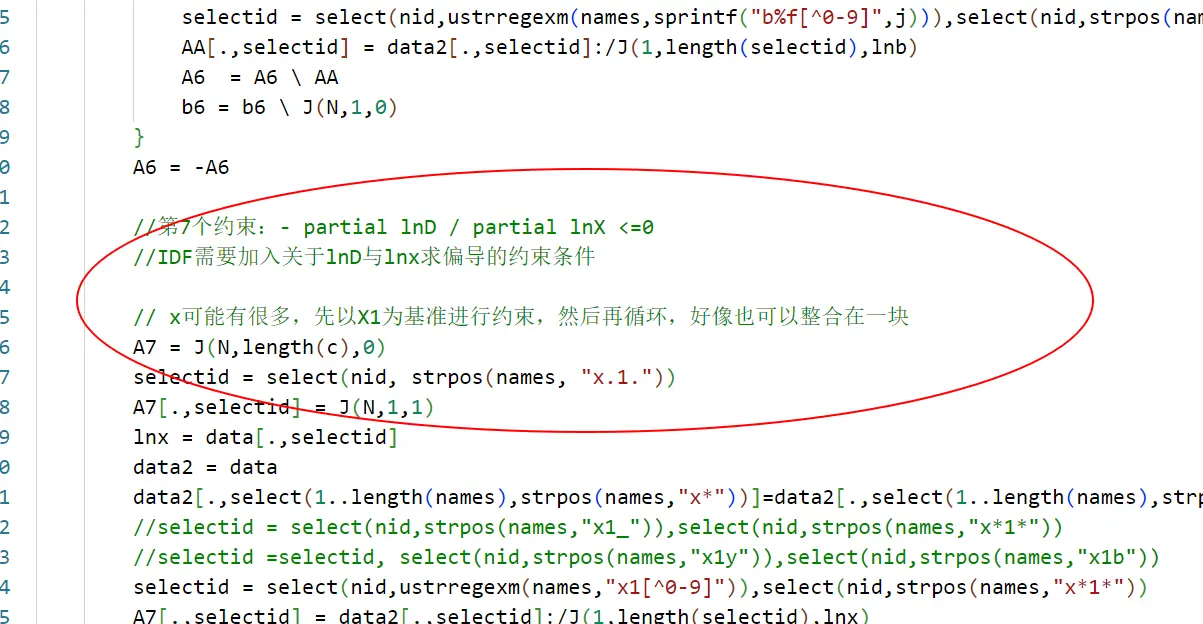 5 selectid = select(nid,ustrregexm(names,sprintf("b%f[^0-9]",j))),select(nid,strpos(nam
6 AA[.,selectid] = data2[.,selectid]:/J(1,length(selectid),lnb)
7 A6  = A6 \ AA
8 b6 = b6 \ J(N,1,0)
9 }
0 A6 = -A6
1
2 //第7个约束：- partial lnD / partial lnX <=0
3 //IDF需要加入关于lnD与lnx求偏导的约束条件
4
5 // x可能有很多，先以X1为基准进行约束，然后再循环，好像也可以整合在一块
6 A7 = J(N,length(c),0)
7 selectid = select(nid, strpos(names, "x.1."))
8 A7[.,selectid] = J(N,1,1)
9 lnx = data[.,selectid]
0 data2 = data
1 data2[.,select(1..length(names),strpos(names,"x*"))]=data2[.,select(1..length(names),strp
2 //selectid = select(nid,strpos(names,"x1_")),select(nid,strpos(names,"x*1*"))
3 //selectid =selectid, select(nid,strpos(names,"x1y")),select(nid,strpos(names,"x1b"))
4 selectid = select(nid,ustrregexm(names,"x1[^0-9]")),select(nid,strpos(names,"x*1*"))
5 A7[.,selectid] = data2[.,selectid]:/J(1,length(selectid),lnx)